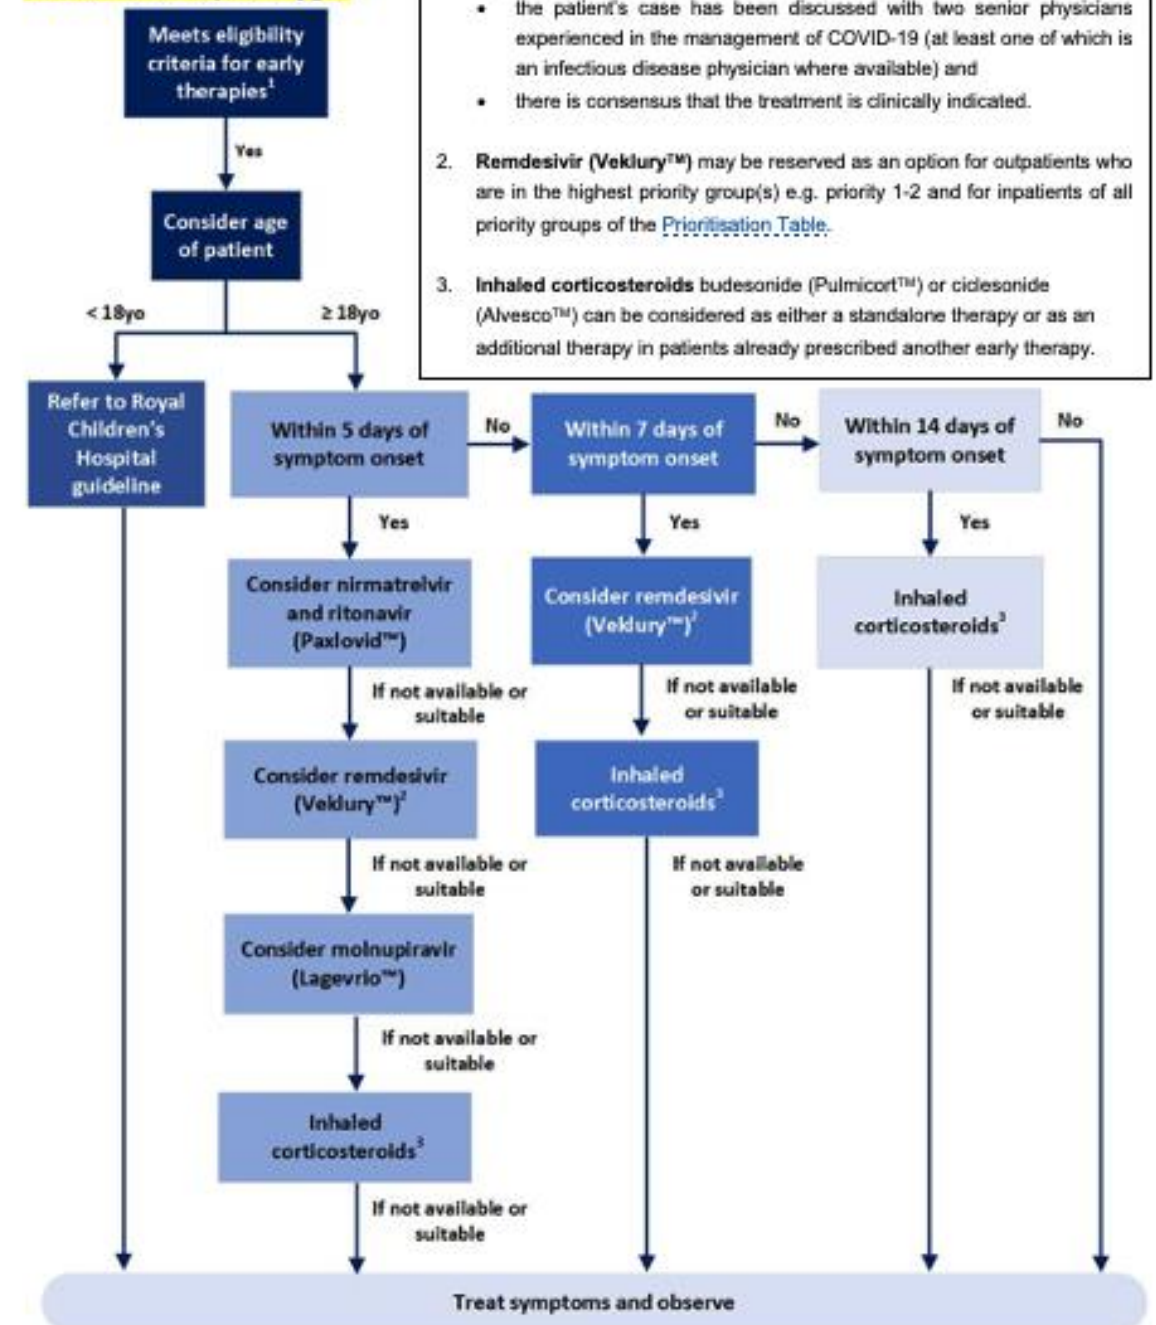 the patient's case has been discussed with two senior physicians
experienced in the management of COVID-19 (at least one of which is
an infectious disease physician where available) and
there is consensus that the treatment is clinically indicated.
2. Remdesivir (Veklury™) may be reserved as an option for outpatients who
are in the highest priority group(s) e.g. priority 1-2 and for inpatients of all
priority groups of the Prioritisation Table.
3. Inhaled corticosteroids budesonide (Pulmicort™) or ciclesonide
(Alvesco™) can be considered as either a standalone therapy or as an
additional therapy in patients already prescribed another early therapy.
Meets eligibility
criteria for early
therapies¹
Yes
Consider age
of patient
< 18yo
≥ 18yo
Refer to Royal
Children's
Hospital
guideline
Within 5 days of
symptom onset
No
Within 7 days of
symptom onset
No
Within 14 days of
symptom onset
No
Yes
Yes
Yes
Consider nirmatrelvir
and ritonavir
(Paxlovid™)
Consider remdesivir
(Veklury™)²
Inhaled
corticosteroids³
If not available or
suitable
If not available
or suitable
If not available
or suitable
Consider remdesivir
(Veklury™)²
Inhaled
corticosteroids³
If not available or
suitable
If not available
or suitable
Consider molnupiravir
(Lagevrio™)
If not available or
suitable
Inhaled
corticosteroids³
If not available or
suitable
Treat symptoms and observe